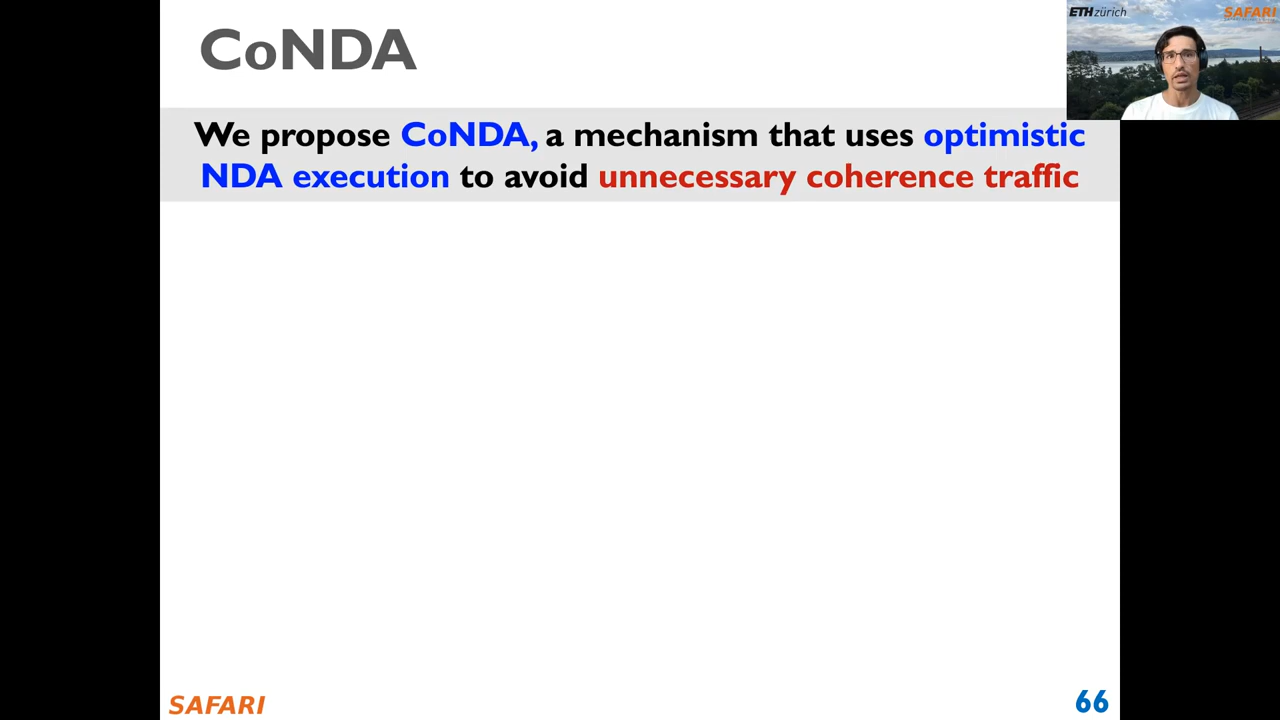 CoNDA
ETH zürich
SAFARI
We propose CoNDA, a mechanism that uses optimistic
NDA execution to avoid unnecessary coherence traffic
SAFARI
66